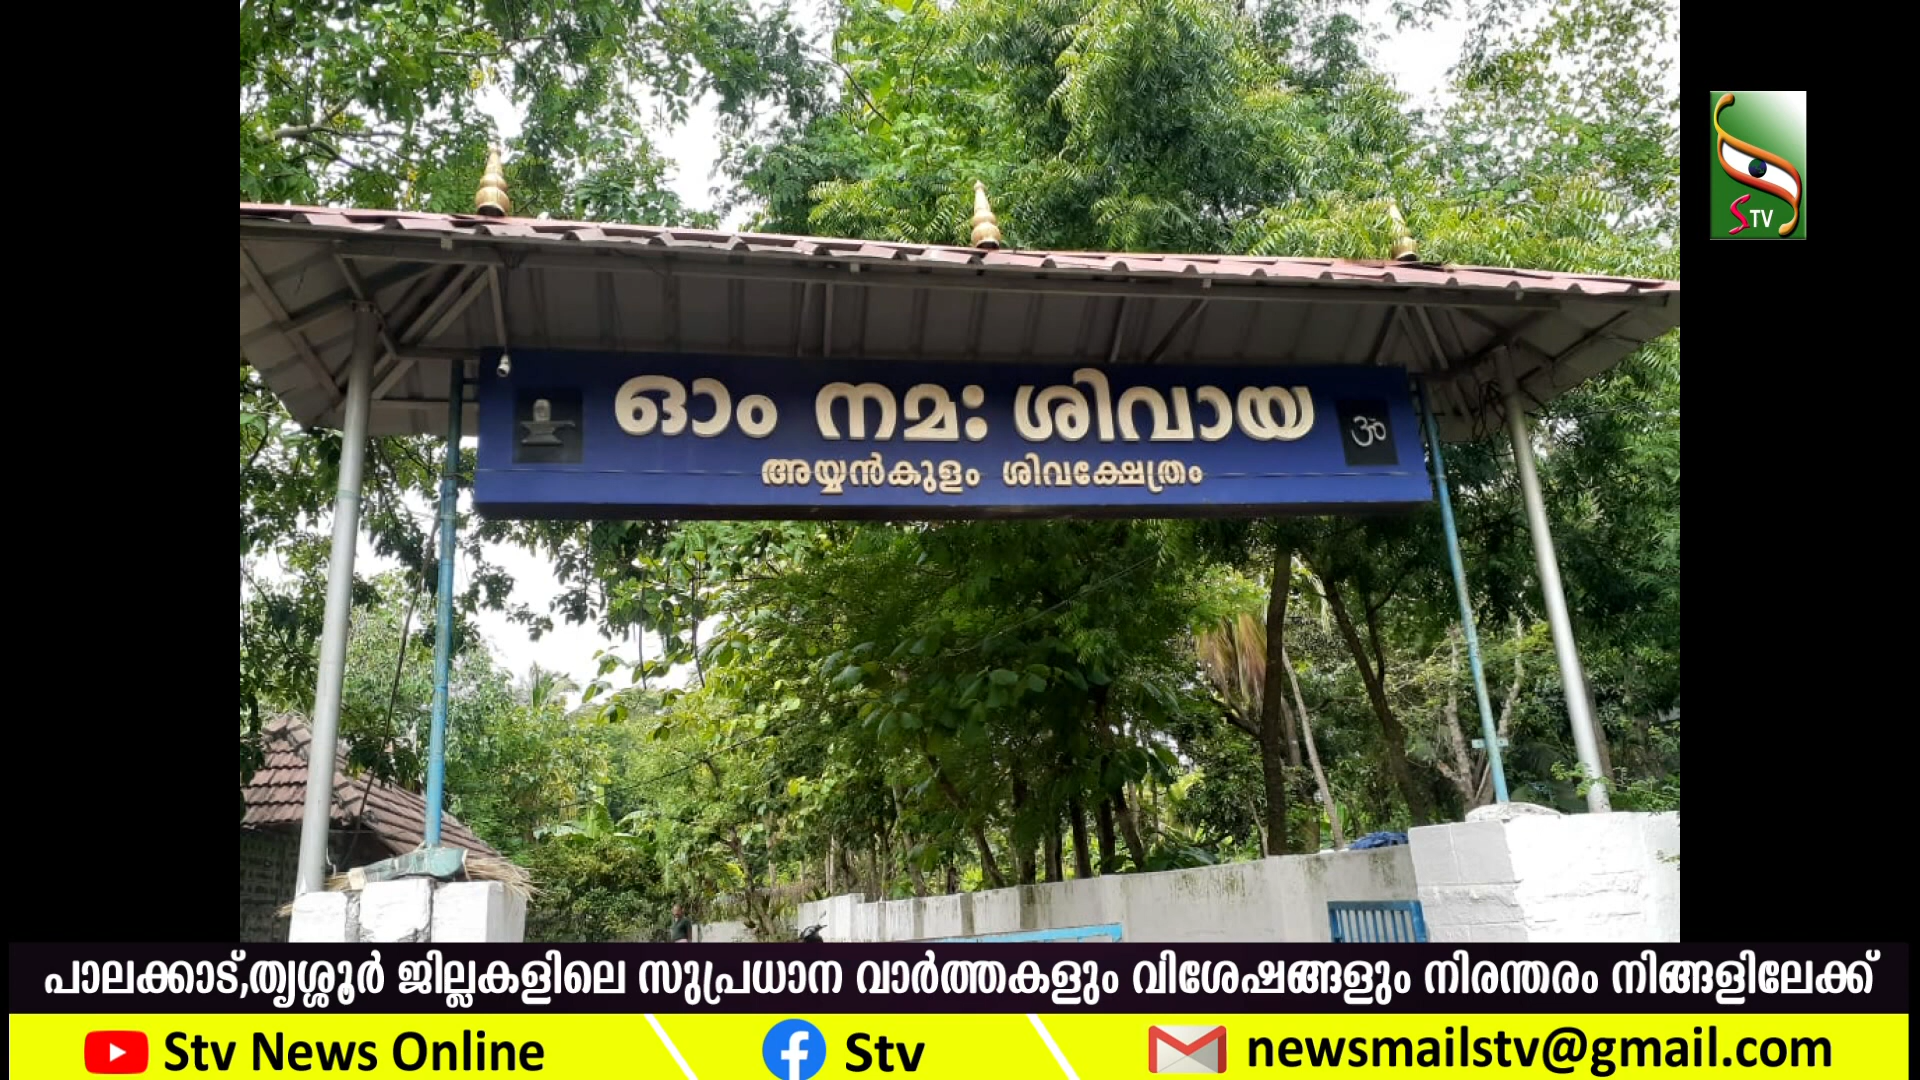 STV
ഓം നമഃ ശിവായ
ॐ
അയ്യൻകുളം ശിവക്ഷേത്രം
പാലക്കാട്,തൃശ്ശൂർ ജില്ലകളിലെ സുപ്രധാന വാർത്തകളും വിശേഷങ്ങളും നിരന്തരം നിങ്ങളിലേക്ക്
Stv News Online
Stv
newsmailstv@gmail.com